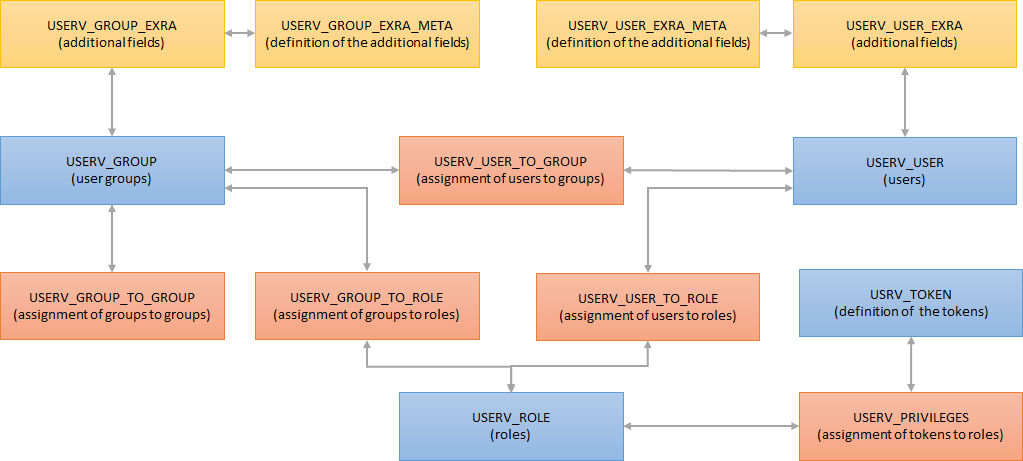 USERV_GROUP_EXRA
(additional fields)
USERV_GROUP_EXRA_META
(definition of the additional fields)
USERV_USER_EXRA_META
(definition of the additional fields)
USERV_USER_EXRA
(additional fields)
USERV_GROUP
(user groups)
USERV_USER_TO_GROUP
(assignment of users to groups)
USERV_USER
(users)
USERV_GROUP_TO_GROUP
(assignment of groups to groups)
USERV_GROUP_TO_ROLE
(assignment of groups to roles)
USERV_USER_TO_ROLE
(assignment of users to roles)
USRV_TOKEN
(definition of the tokens)
USERV_ROLE
(roles)
USERV_PRIVILEGES
(assignment of tokens to roles)